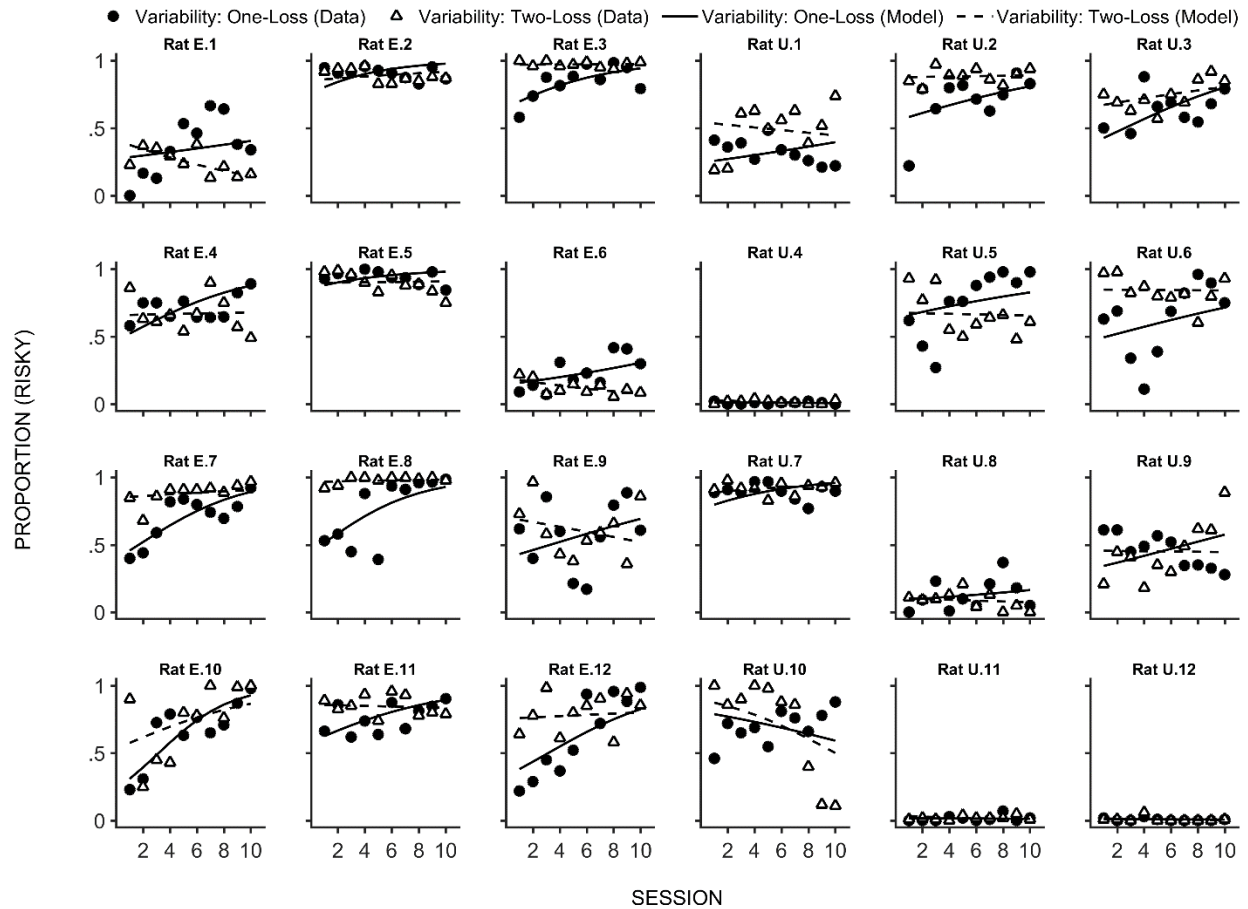 Variability: One-Loss (Data) Variability: Two-Loss (Data) Variability: One-Loss (Model) Variability: Two-Loss (Model)
Rat E.1 Rat E.2 Rat E.3 Rat U.1 Rat U.2 Rat U.3
1
.5
0
Rat E.4 Rat E.5 Rat E.6 Rat U.4 Rat U.5 Rat U.6
1
.5
0
PROPORTION (RISKY)
Rat E.7 Rat E.8 Rat E.9 Rat U.7 Rat U.8 Rat U.9
1
.5
0
Rat E.10 Rat E.11 Rat E.12 Rat U.10 Rat U.11 Rat U.12
1
.5
0
2 4 6 8 10 2 4 6 8 10 2 4 6 8 10 2 4 6 8 10 2 4 6 8 10 2 4 6 8 10
SESSION